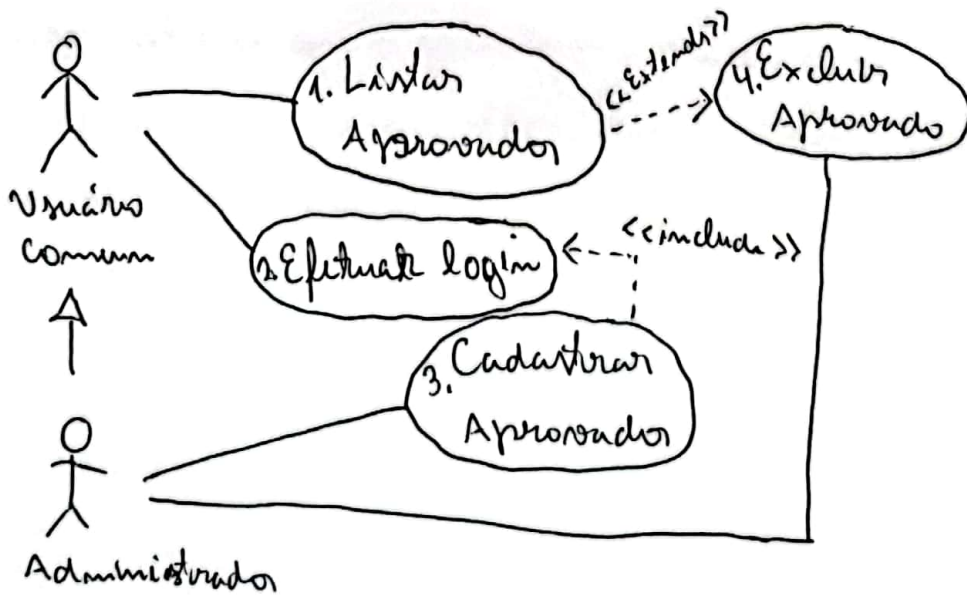 1. Listar
Aprovados
<<Extends>>
4. Excluir
Aprovado
Usuário
comum
2. Efetuar login
<<include>>
3. Cadastrar
Aprovados
Administrador